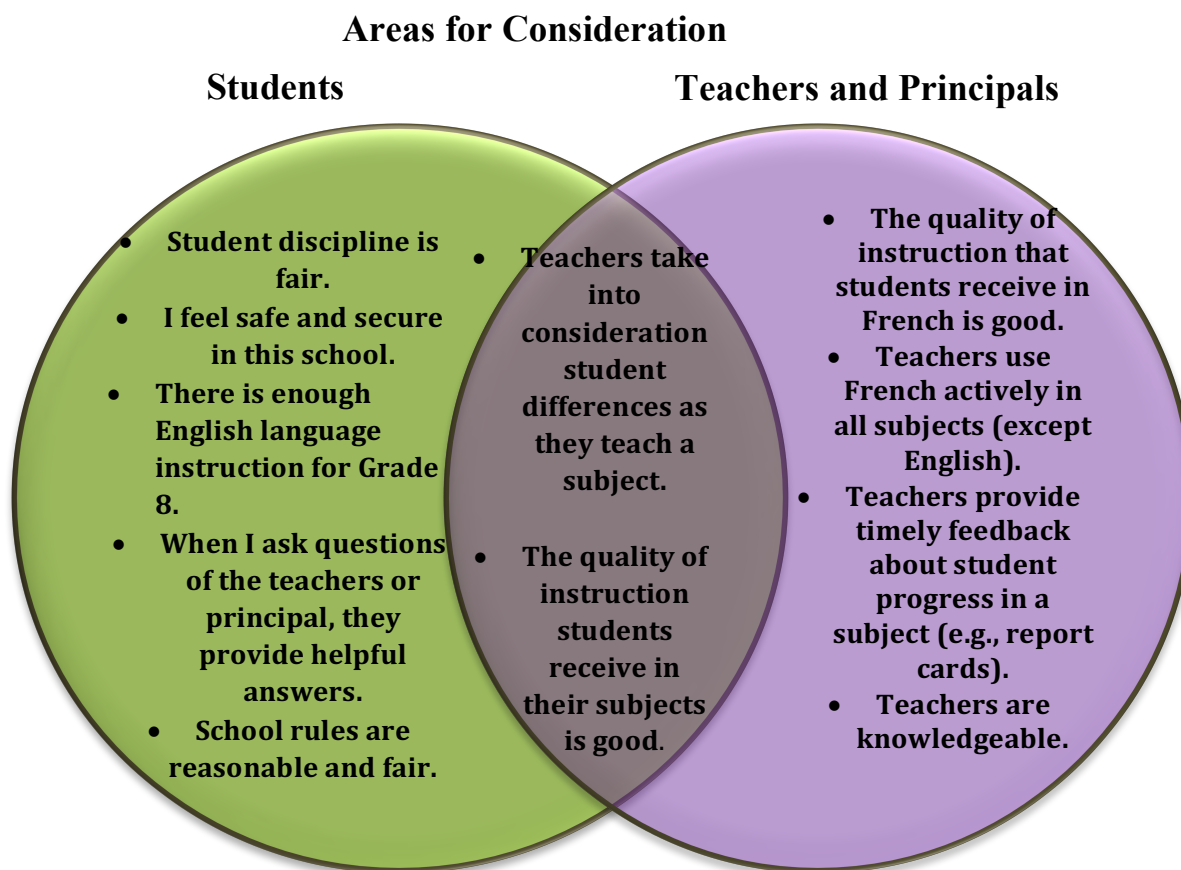 Areas for Consideration
Students
Teachers and Principals
• Student discipline is
fair.
• I feel safe and secure
in this school.
• There is enough
English language
instruction for Grade
8.
• When I ask questions
of the teachers or
principal, they
provide helpful
answers.
• School rules are
reasonable and fair.
• Teachers take
into
consideration
student
differences as
they teach a
subject.
• The quality of
instruction
students
receive in
their subjects
is good.
• The quality of
instruction that
students receive in
French is good.
• Teachers use
French actively in
all subjects (except
English).
• Teachers provide
timely feedback
about student
progress in a
subject (e.g., report
cards).
• Teachers are
knowledgeable.